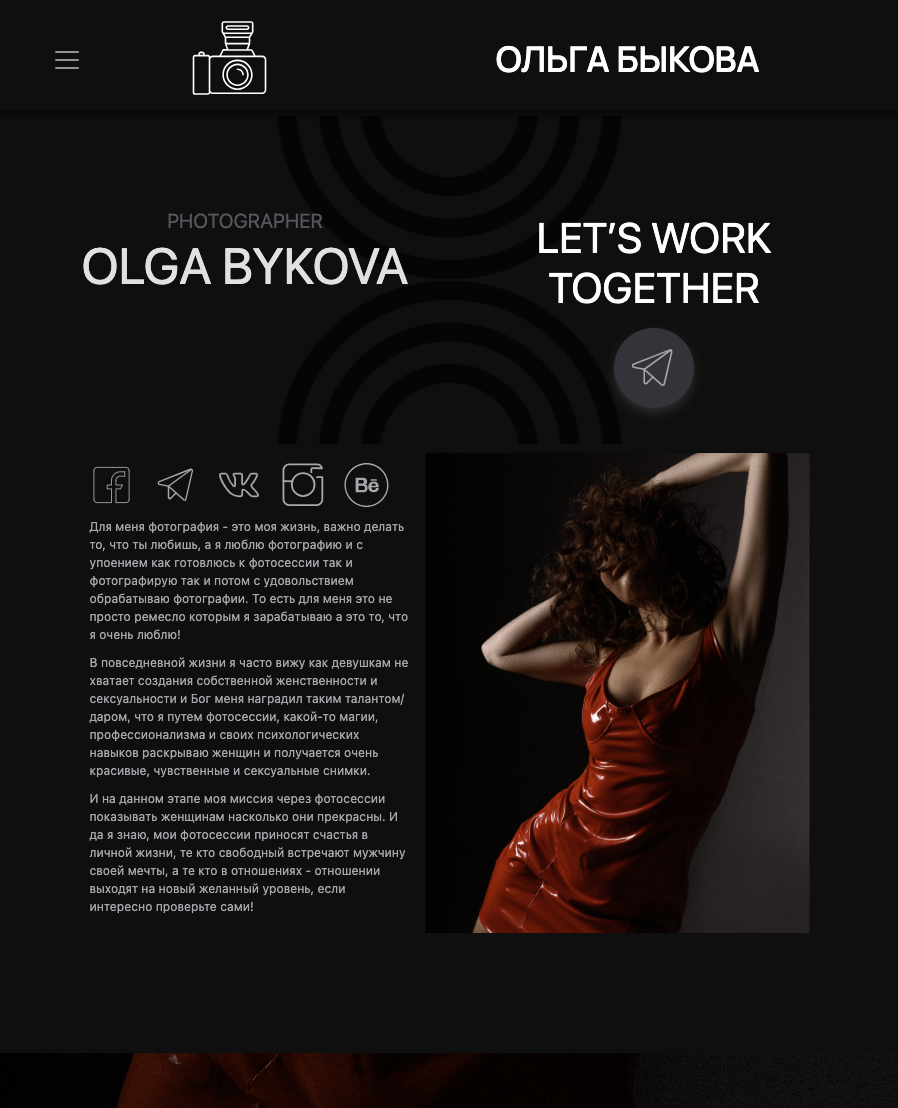 ОЛЬГА БЫКОВА
PHOTOGRAPHER
OLGA BYKOVA
LET’S WORK
TOGETHER
Bē
Для меня фотография - это моя жизнь, важно делать
то, что ты любишь, а я люблю фотографию и с
упоением как готовлюсь к фотосессии так и
фотографирую так и потом с удовольствием
обрабатываю фотографии. То есть для меня это не
просто ремесло которым я зарабатываю а это то, что
я очень люблю!
В повседневной жизни я часто вижу как девушкам не
хватает создания собственной женственности и
сексуальности и Бог меня наградил таким талантом/
даром, что я путем фотосессии, какой-то магии,
профессионализма и своих психологических
навыков раскрываю женщин и получается очень
красивые, чувственные и сексуальные снимки.
И на данном этапе моя миссия через фотосессии
показывать женщинам насколько они прекрасны. И
да я знаю, мои фотосессии приносят счастья в
личной жизни, те кто свободный встречают мужчину
своей мечты, а те кто в отношениях - отношении
выходят на новый желанный уровень, если
интересно проверьте сами!